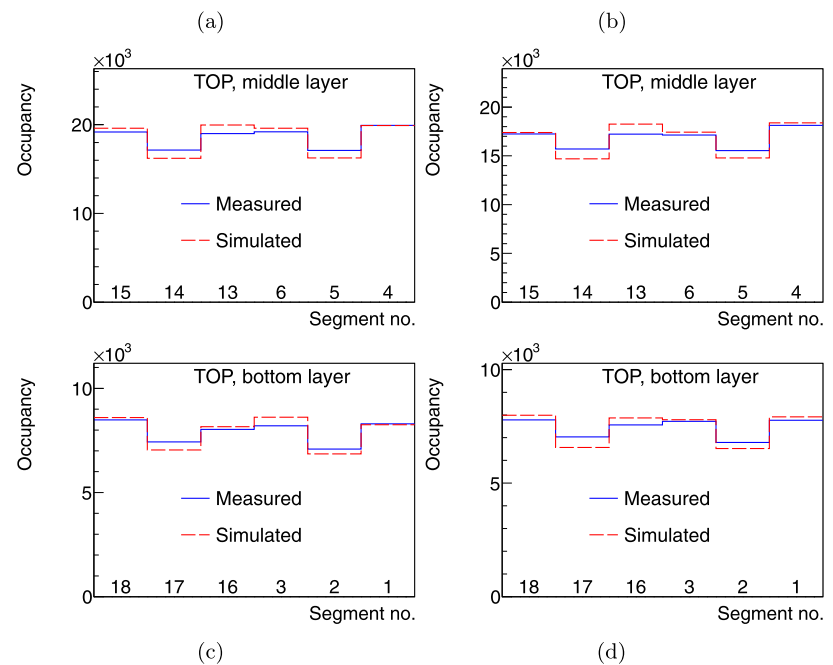 (a)
(b)
×10³
TOP, middle layer
Occupancy
20
10
0
Measured
Simulated
15 14 13 6 5 4
Segment no.
×10³
TOP, middle layer
Occupancy
20
15
10
5
0
Measured
Simulated
15 14 13 6 5 4
Segment no.
×10³
TOP, bottom layer
Occupancy
10
5
0
Measured
Simulated
18 17 16 3 2 1
Segment no.
×10³
TOP, bottom layer
Occupancy
10
5
0
Measured
Simulated
18 17 16 3 2 1
Segment no.
(c)
(d)